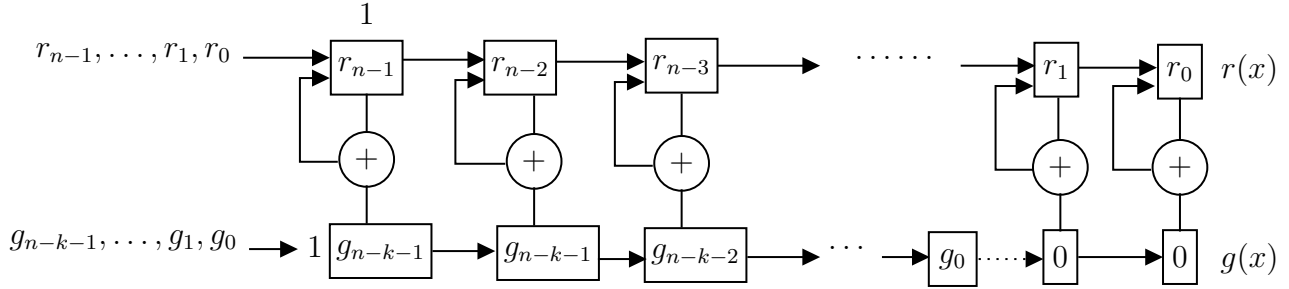 1
r_{n-1}, ..., r_1, r_0 r_{n-1} r_{n-2} r_{n-3} ...... r_1 r_0 r(x)
+ + + + +
g_{n-k-1}, ..., g_1, g_0 1 g_{n-k-1} g_{n-k-1} g_{n-k-2} ... g_0 ...... 0 0 g(x)